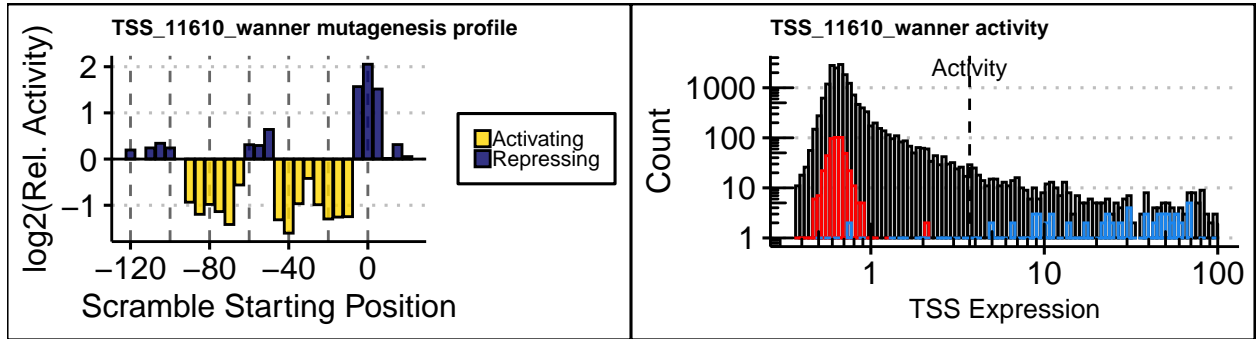 TSS_11610_wanner mutagenesis profile
log2(Rel. Activity)
2
1
0
−1
−120
−80
−40
0
Scramble Starting Position
Activating
Repressing
TSS_11610_wanner activity
Activity
Count
1000
100
10
1
1
10
100
TSS Expression